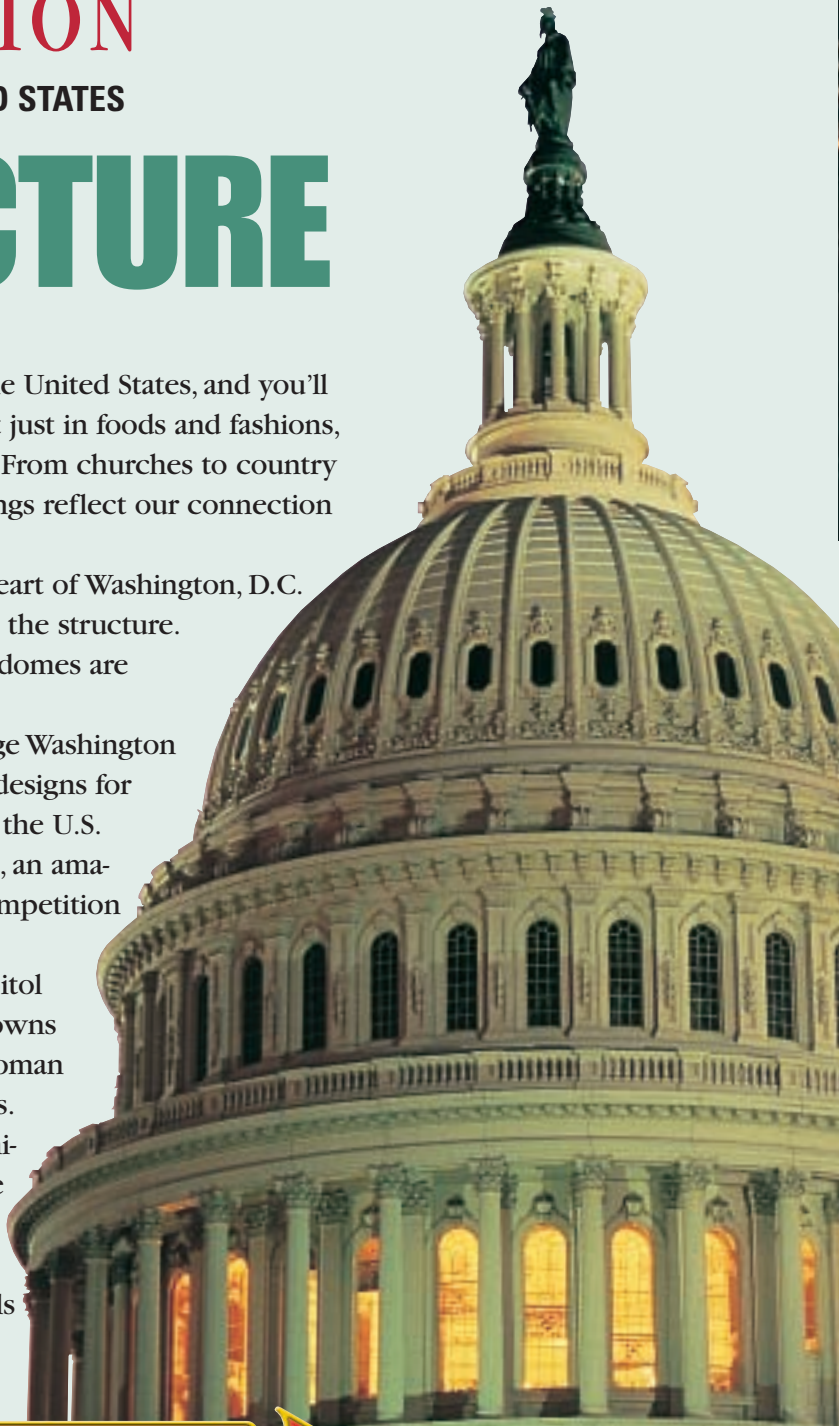 ION
D STATES
CTURE
e United States, and you'll
t just in foods and fashions,
From churches to country
ngs reflect our connection
eart of Washington, D.C.
the structure.
domes are
ge Washington
designs for
the U.S.
, an ama-
mpetition
itol
owns
oman
s.
i-
e
ls